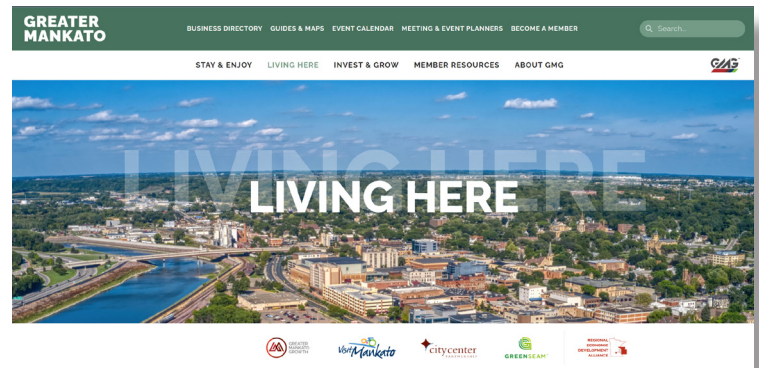 GREATER
MANKATO
BUSINESS DIRECTORY GUIDES & MAPS EVENT CALENDAR MEETING & EVENT PLANNERS BECOME A MEMBER
Search...
STAY & ENJOY LIVING HERE INVEST & GROW MEMBER RESOURCES ABOUT GMG
GMG
LIVING HERE
LIVING HERE
GREATER
MANKATO
GROWTH
Visit Mankato
citycenter
GREENSEAM
REGIONAL
ECONOMIC
DEVELOPMENT
ALLIANCE